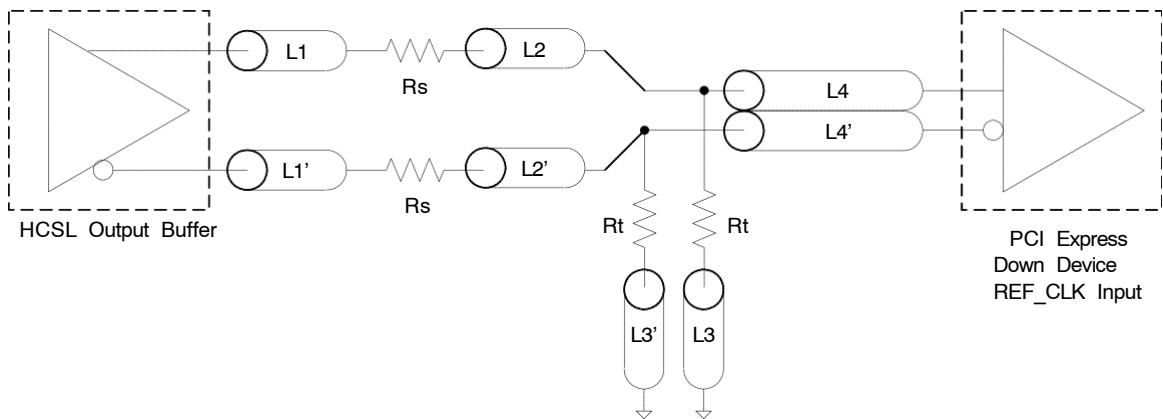 L1
Rs
L2
L4
L4’
L1’
Rs
L2’
Rt
Rt
L3’
L3
HCSL Output Buffer
PCI Express
Down Device
REF_CLK Input